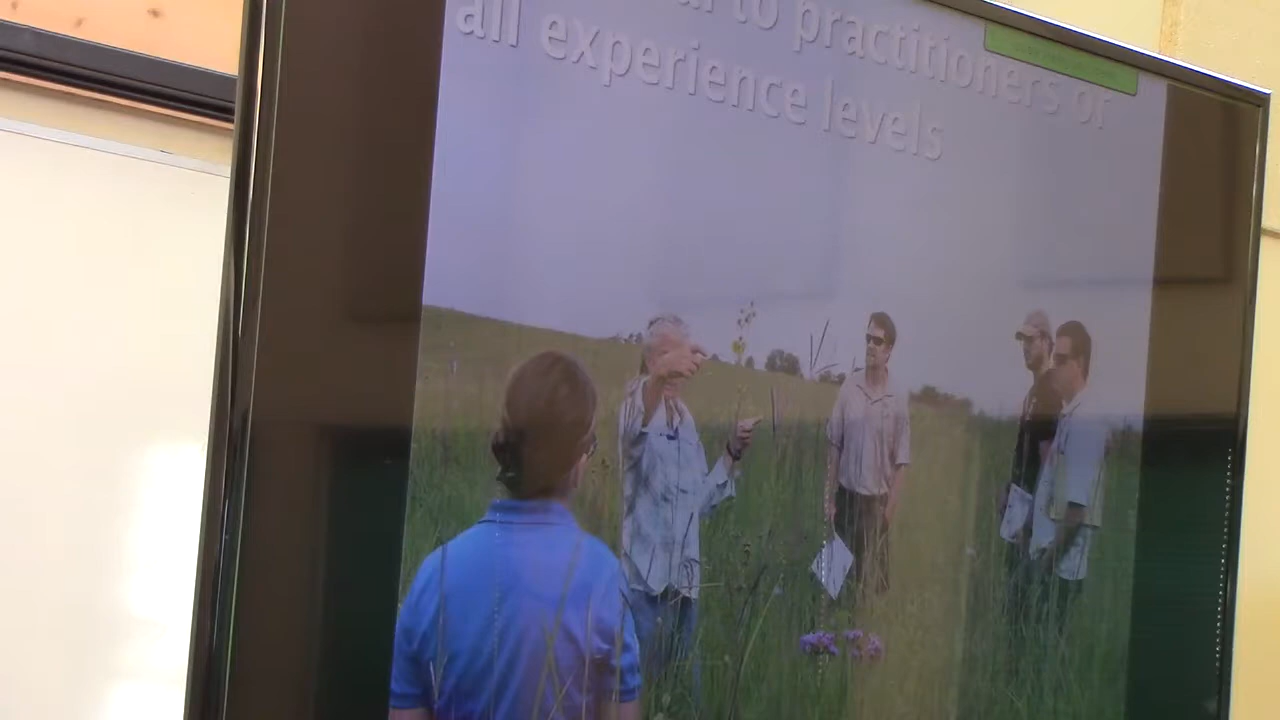 to practitioners of
all experience levels